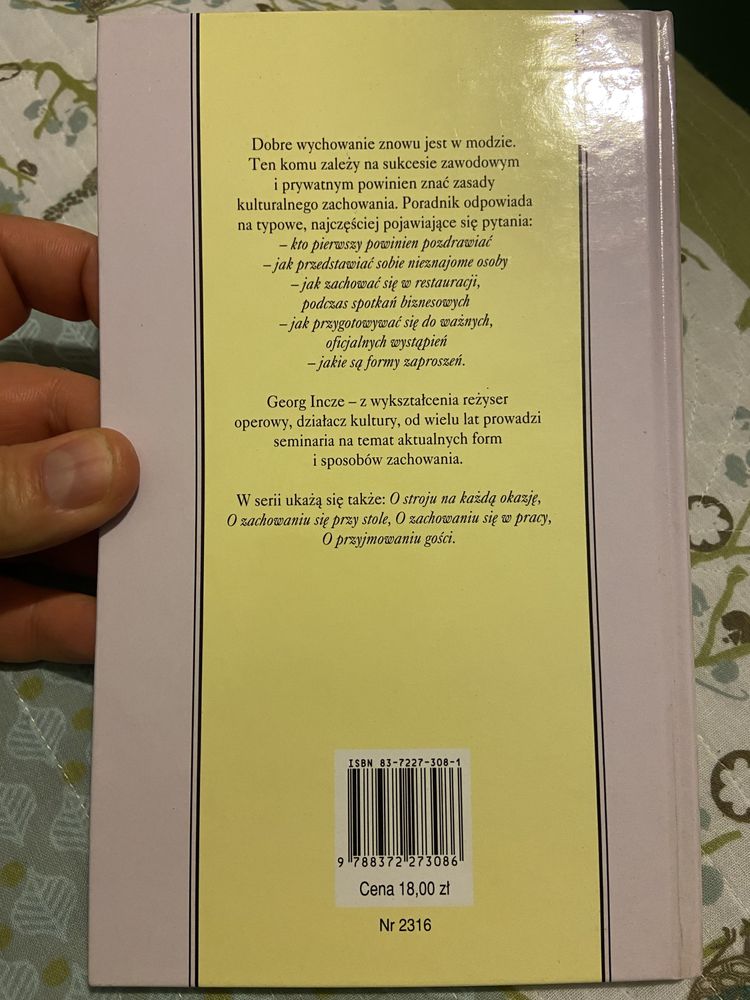 Dobre wychowanie znowu jest w modzie.
Ten komu zależy na sukcesie zawodowym
i prywatnym powinien znać zasady
kulturalnego zachowania. Poradnik odpowiada
na typowe, najczęściej pojawiające się pytania:
– kto pierwszy powinien pozdrawiać
– jak przedstawiać sobie nieznajome osoby
– jak zachować się w restauracji,
podczas spotkań biznesowych
– jak przygotowywać się do ważnych,
oficjalnych wystąpień
– jakie są formy zaproszeń.
Georg Incze – z wykształcenia reżyser
operowy, działacz kultury, od wielu lat prowadzi
seminaria na temat aktualnych form
i sposobów zachowania.
W serii ukażą się także: O stroju na każdą okazję,
O zachowaniu się przy stole, O zachowaniu się w pracy,
O przyjmowaniu gości.
ISBN 83-7227-308-1
9 788372 273086
Cena 18,00 zł
Nr 2316